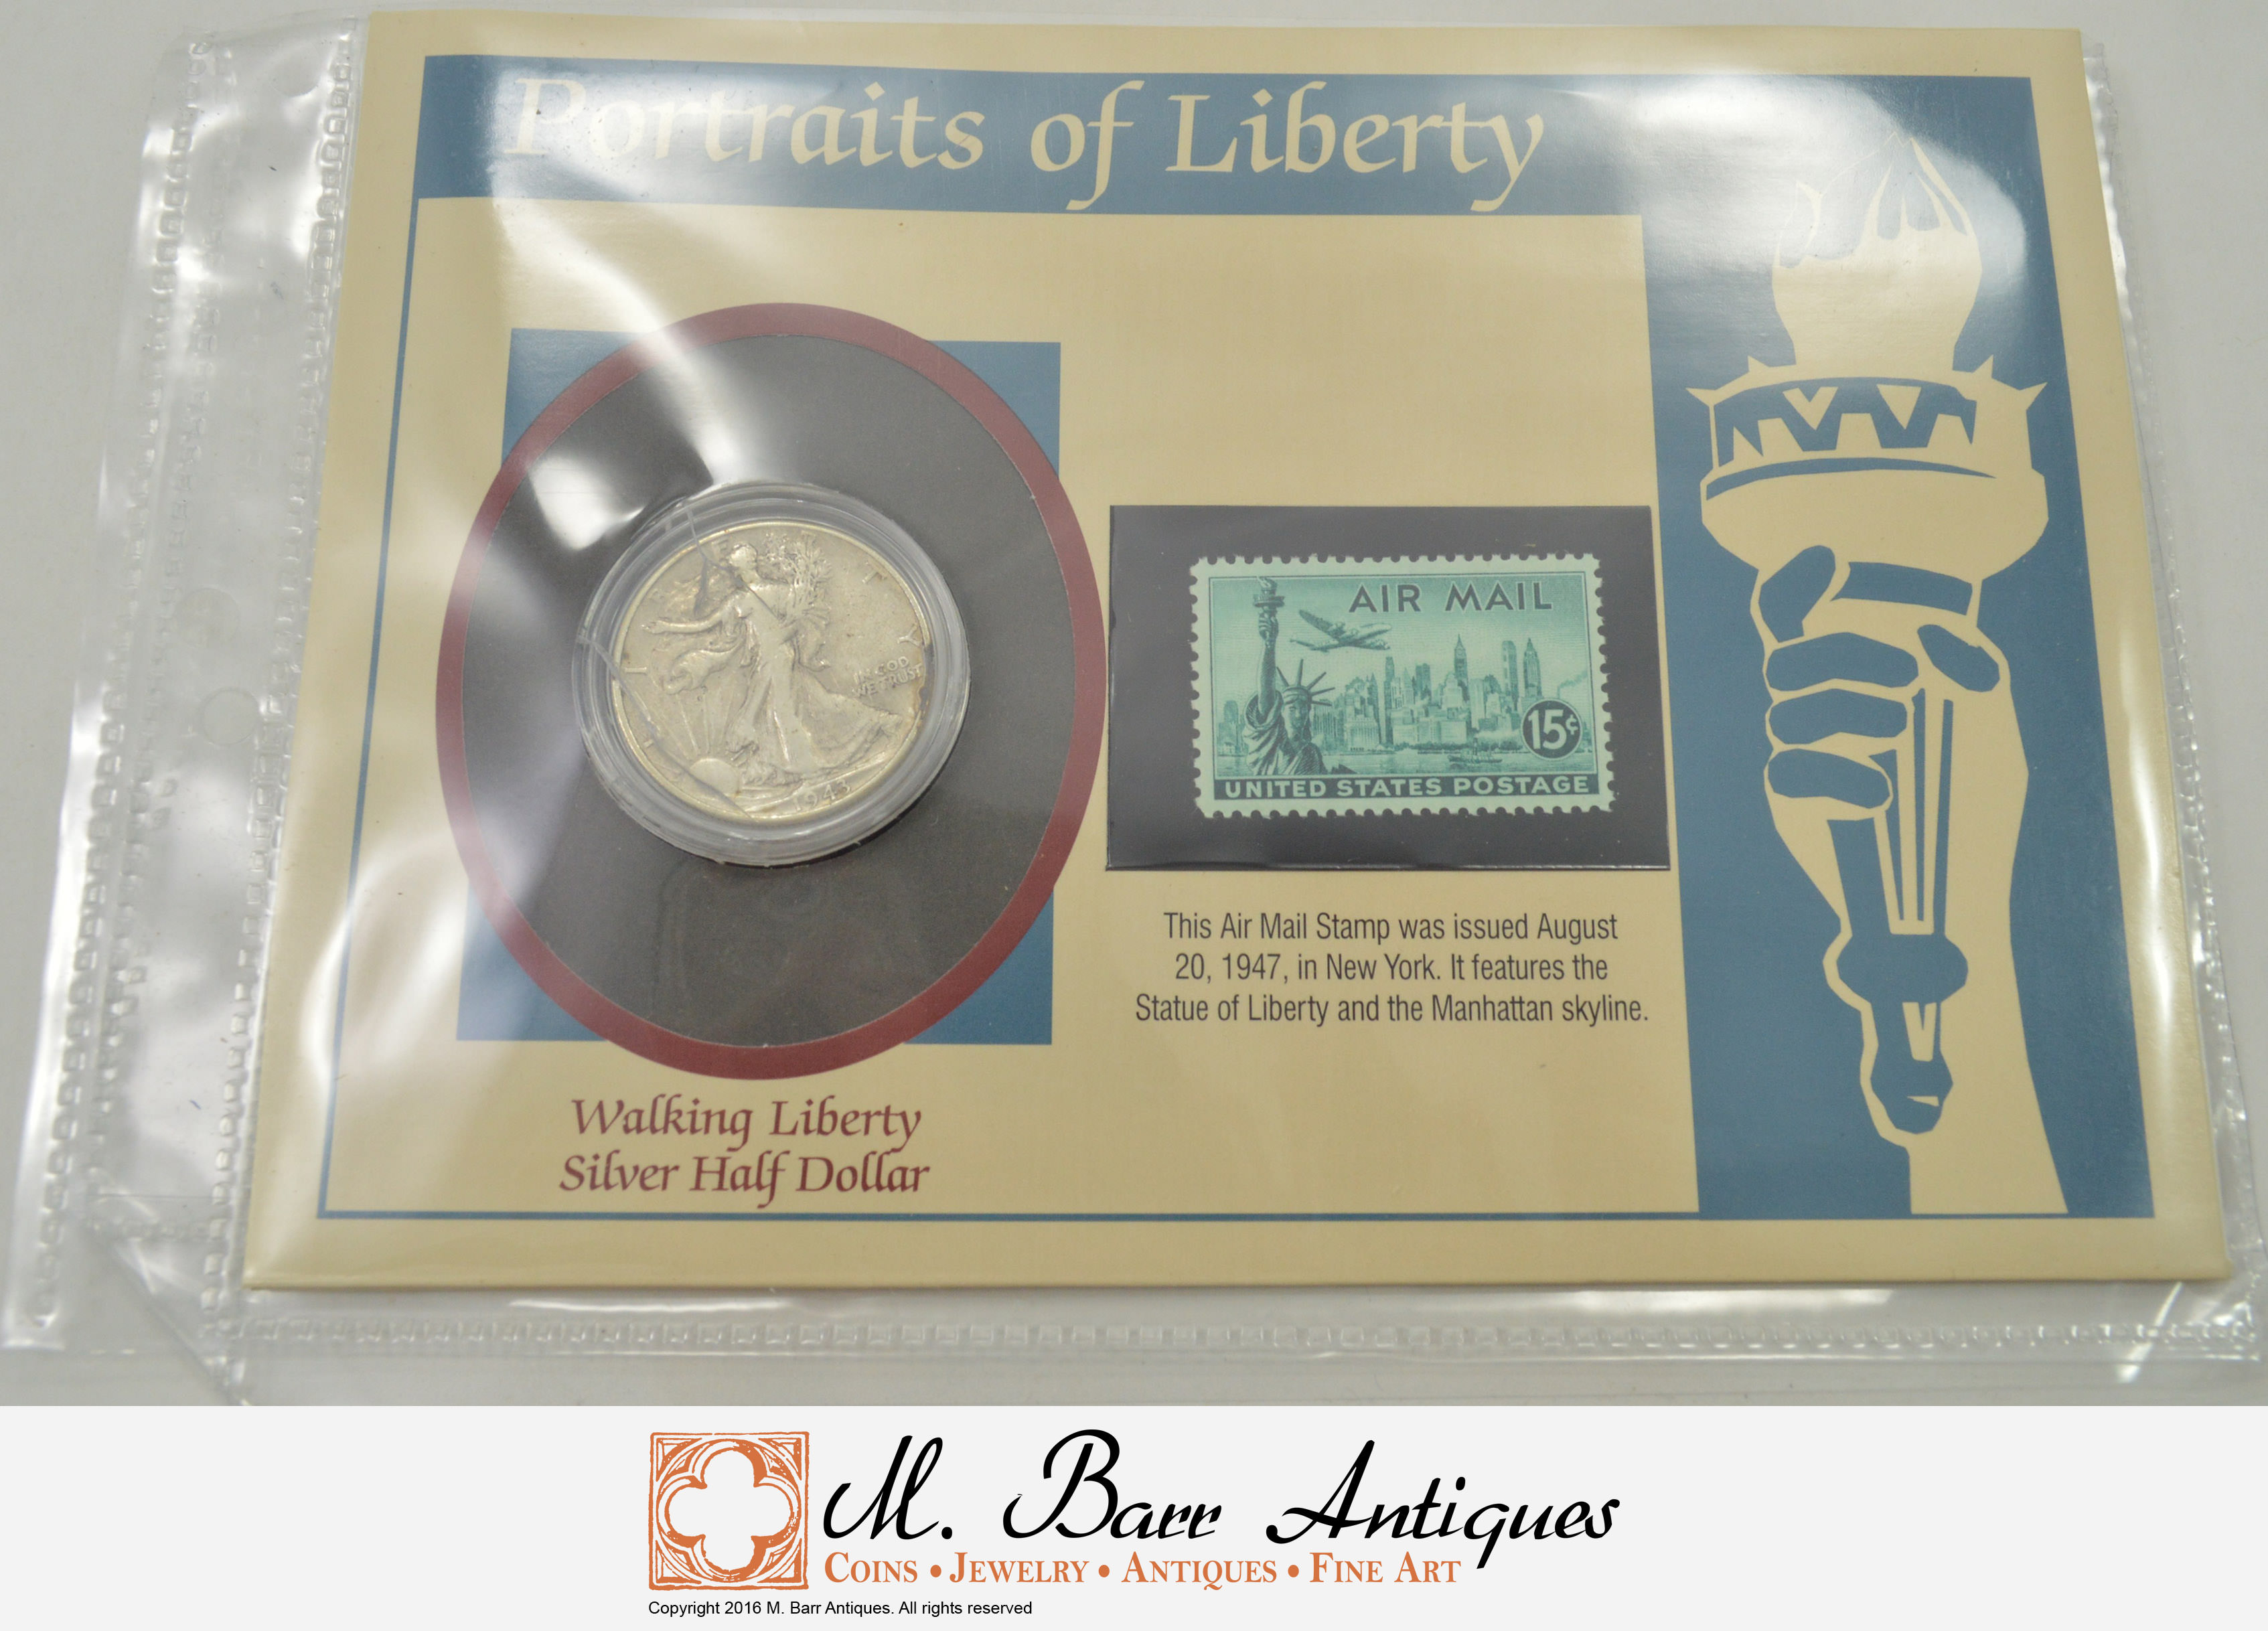 Portraits of Liberty
IN GOD
WE TRUST
1943
AIR MAIL
15¢
UNITED STATES POSTAGE
This Air Mail Stamp was issued August
20, 1947, in New York. It features the
Statue of Liberty and the Manhattan skyline.
Walking Liberty
Silver Half Dollar
M. Barr Antiques
COINS • JEWELRY • ANTIQUES • FINE ART
Copyright 2016 M. Barr Antiques. All rights reserved